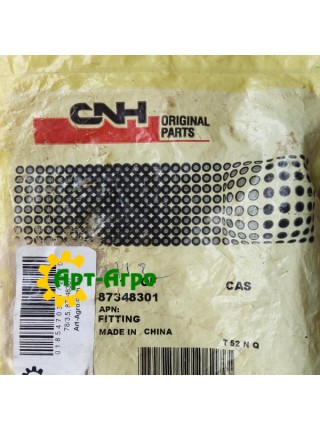 CNH
ORIGINAL
PARTS
Арт-Агро
CAS
87348301
APN:
FITTING
MADE IN CHINA
T 52 N Q